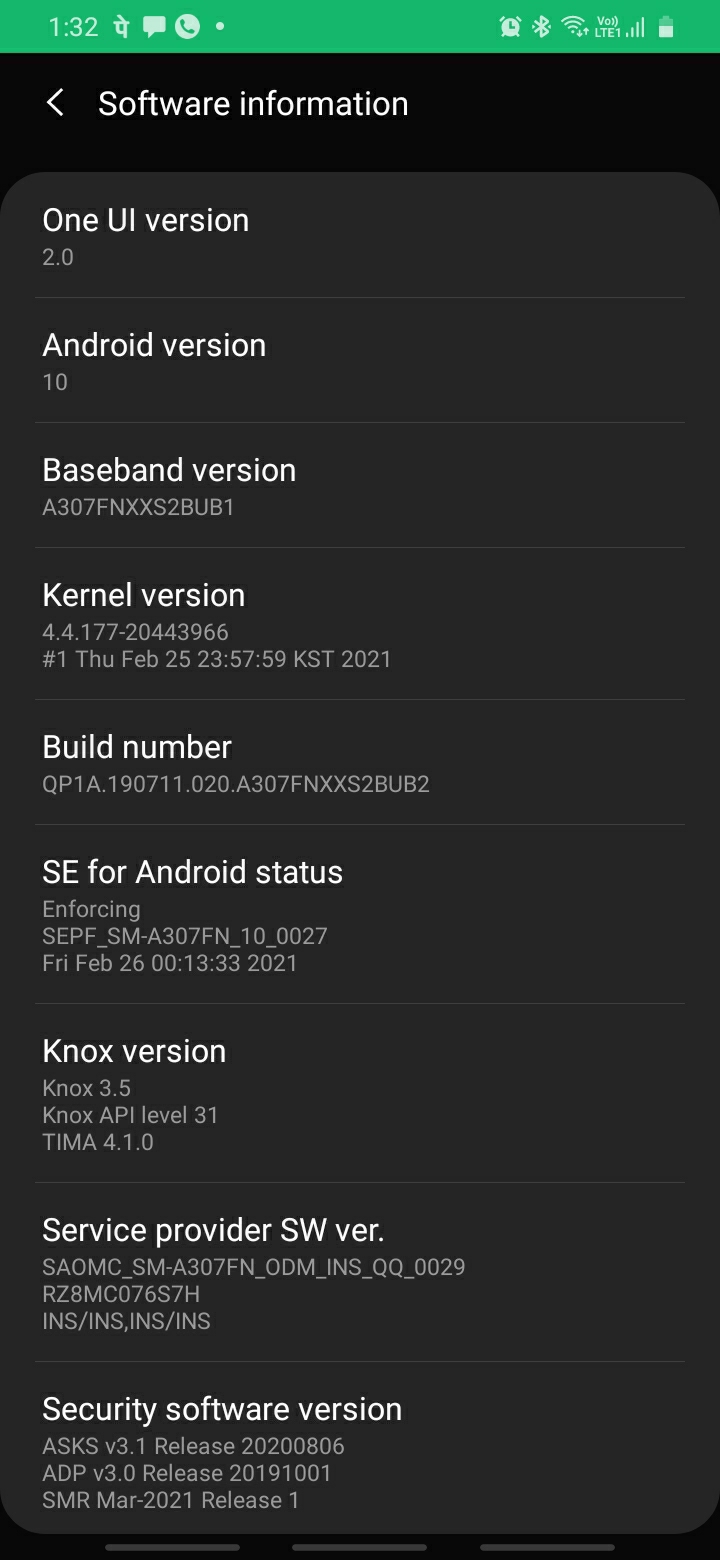 1:32 पे Vo)) LTE1
Software information
One UI version
2.0
Android version
10
Baseband version
A307FNXXS2BUB1
Kernel version
4.4.177-20443966
#1 Thu Feb 25 23:57:59 KST 2021
Build number
QP1A.190711.020.A307FNXXS2BUB2
SE for Android status
Enforcing
SEPF_SM-A307FN_10_0027
Fri Feb 26 00:13:33 2021
Knox version
Knox 3.5
Knox API level 31
TIMA 4.1.0
Service provider SW ver.
SAOMC_SM-A307FN_ODM_INS_QQ_0029
RZ8MC076S7H
INS/INS,INS/INS
Security software version
ASKS v3.1 Release 20200806
ADP v3.0 Release 20191001
SMR Mar-2021 Release 1